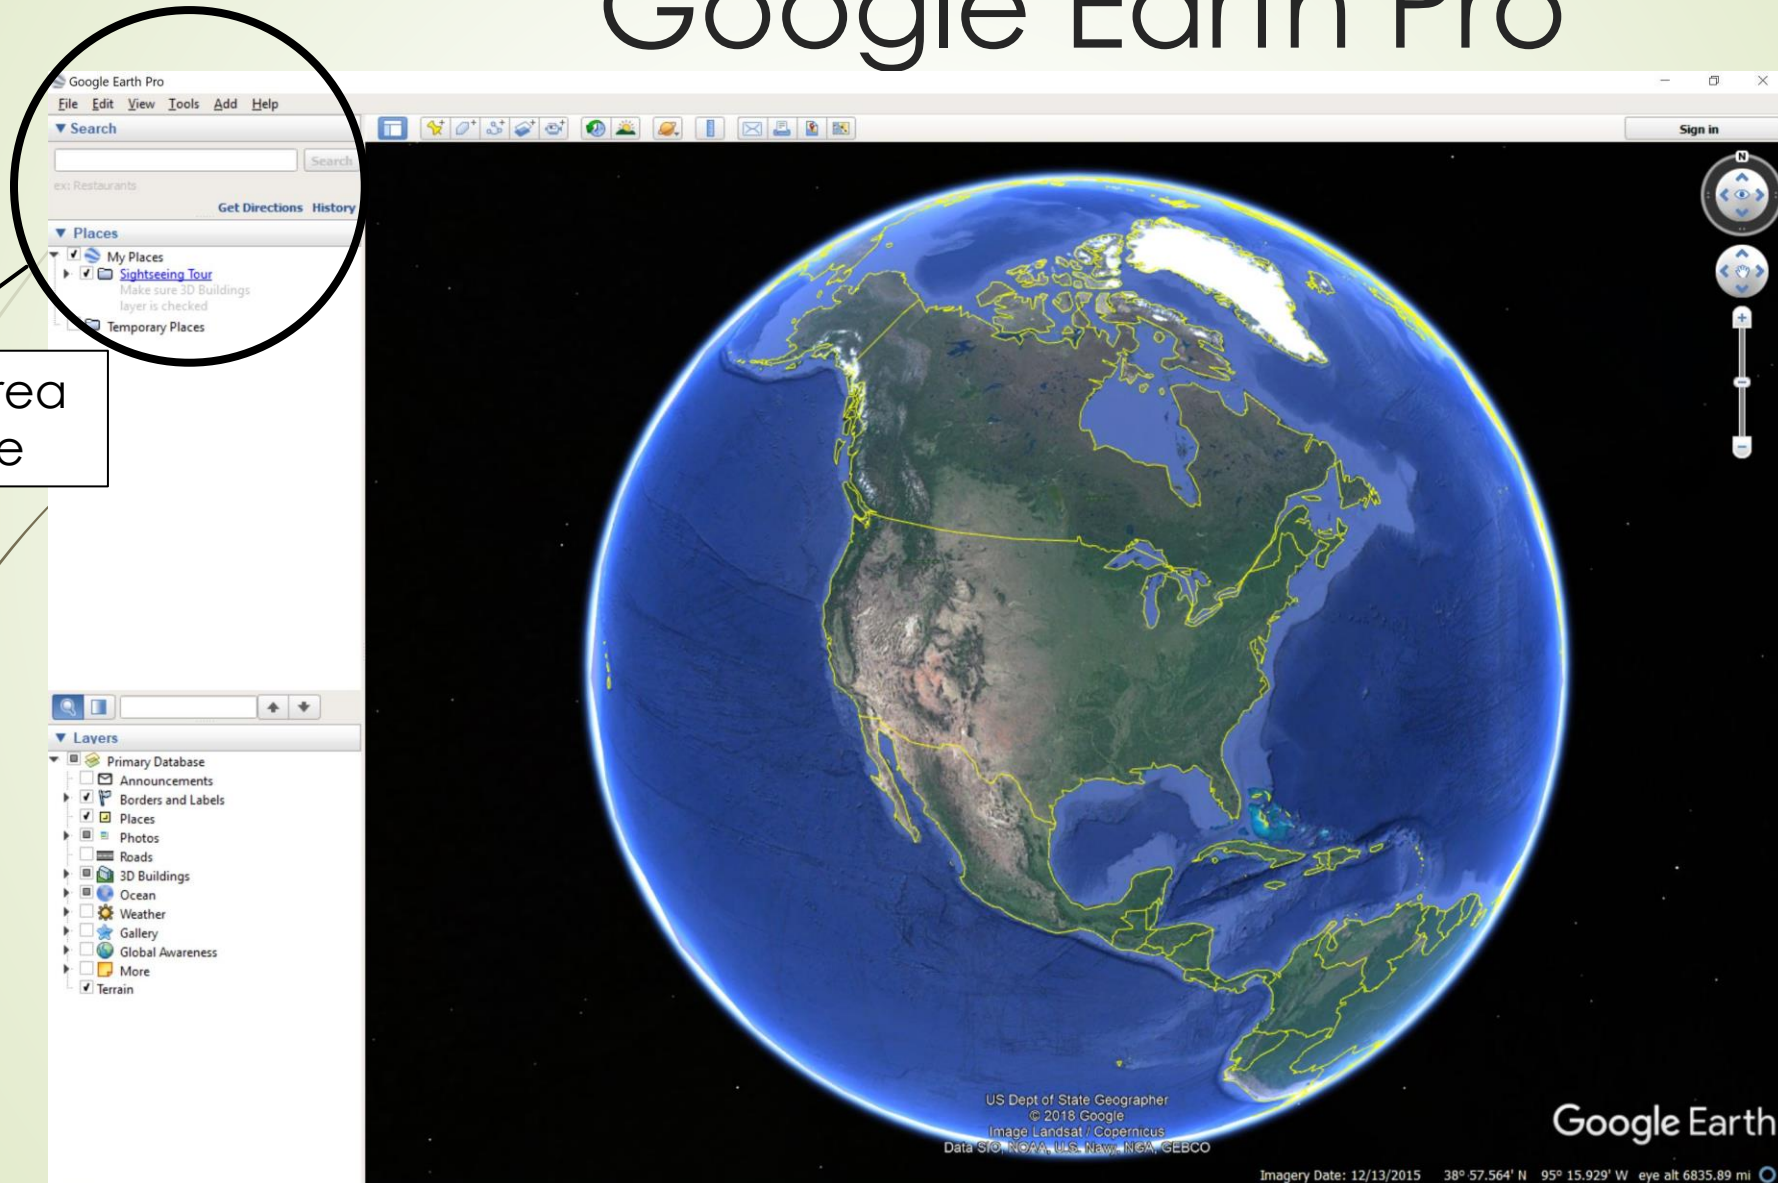 Google Earth Pro
Google Earth Pro
File Edit View Tools Add Help
Search
Search
ex: Restaurants
Get Directions History
Places
My Places
Sightseeing Tour
Make sure 3D Buildings
layer is checked
Temporary Places
Layers
Primary Database
Announcements
Borders and Labels
Places
Photos
Roads
3D Buildings
Ocean
Weather
Gallery
Global Awareness
More
Terrain
Sign in
N
US Dept of State Geographer
© 2018 Google
Image Landsat / Copernicus
Data SIO, NOAA, U.S. Navy, NGA, GEBCO
Google Earth
Imagery Date: 12/13/2015 38° 57.564' N 95° 15.929' W eye alt 6835.89 mi